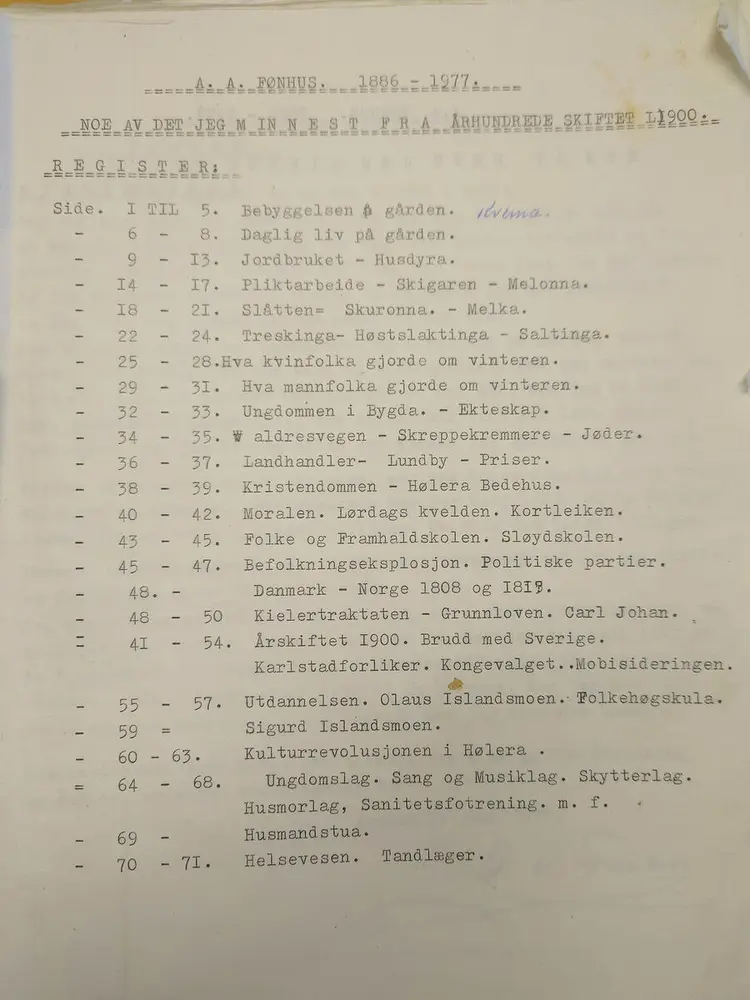 A. A. FØNHUS. 1886 - 1977.
NOE AV DET JEG M IN N E S T F R A ÅRHUNDREDE SKIFTET L1900.
R E G I S T E R:
Side. I TIL 5. Bebyggelsen å gården. Kverna.
- 6 - 8. Daglig liv på gården.
- 9 - I3. Jordbruket - Husdyra.
- I4 - I7. Pliktarbeide - Skigaren - Melonna.
- I8 - 2I. Slåtten= Skuronna. - Melka.
- 22 - 24. Treskinga- Høstslaktinga - Saltinga.
- 25 - 28.Hva kvinfolka gjorde om vinteren.
- 29 - 3I. Hva mannfolka gjorde om vinteren.
- 32 - 33. Ungdommen i Bygda. - Ekteskap.
- 34 - 35. W aldresvegen - Skreppekremmere - Jøder.
- 36 - 37. Landhandler- Lundby - Priser.
- 38 - 39. Kristendommen - Hølera Bedehus.
- 40 - 42. Moralen. Lørdags kvelden. Kortleiken.
- 43 - 45. Folke og Framhaldskolen. Sløydskolen.
- 45 - 47. Befolkningseksplosjon. Politiske partier.
- 48. - Danmark - Norge 1808 og I8I9.
- 48 - 50 Kielertraktaten - Grunnloven. Carl Johan.
= 4I - 54. Årskiftet I900. Brudd med Sverige.
Karlstadforliker. Kongevalget..Mobisideringen.
- 55 - 57. Utdannelsen. Olaus Islandsmoen. Folkehøgskula.
- 59 = Sigurd Islandsmoen.
- 60 - 63. Kulturrevolusjonen i Hølera .
= 64 - 68. Ungdomslag. Sang og Musiklag. Skytterlag.
Husmorlag, Sanitetsfotrening. m. f.
- 69 - Husmandstua.
- 70 - 7I. Helsevesen. Tandlæger.